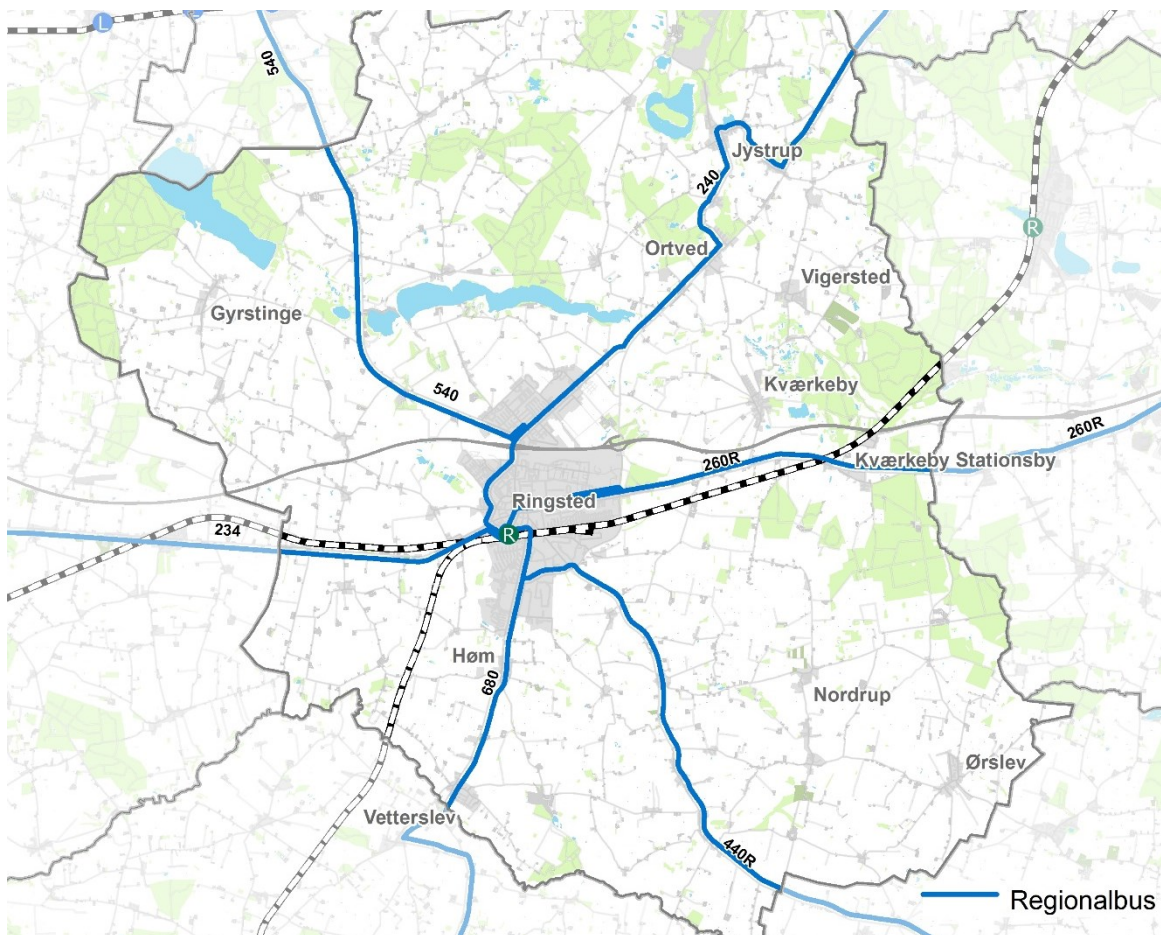 L
L
540
Jystrup
240
R
Ortved
Vigersted
Gyrstinge
Kværkeby
540
260R
260R
Kværkeby Stationsby
Ringsted
234
R
Høm
680
Nordrup
Ørslev
Vetterslev
440R
Regionalbus